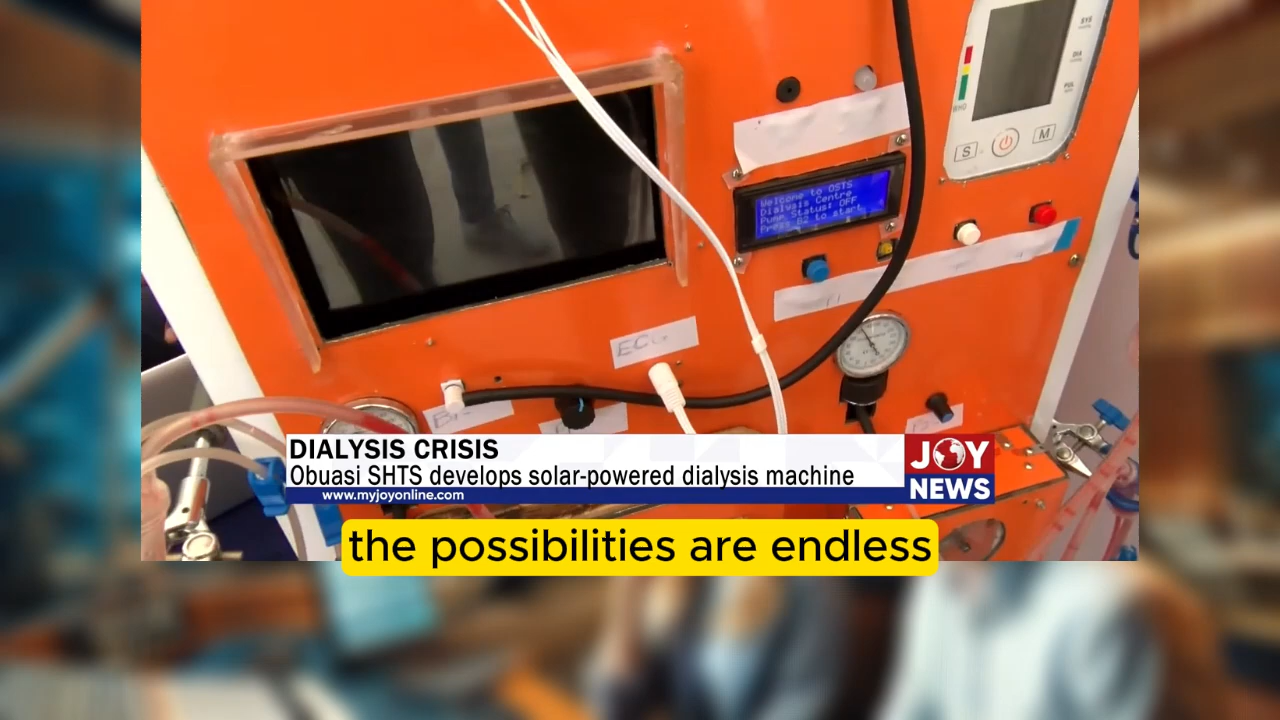 SYS
DIA
PUL
S
M
Welcome to OSTS
Dialysis Centre
Pump Status: OFF
Press B2 to start
ECG
DIALYSIS CRISIS
Obuasi SHTS develops solar-powered dialysis machine
www.myjoyonline.com
JOY
NEWS
the possibilities are endless